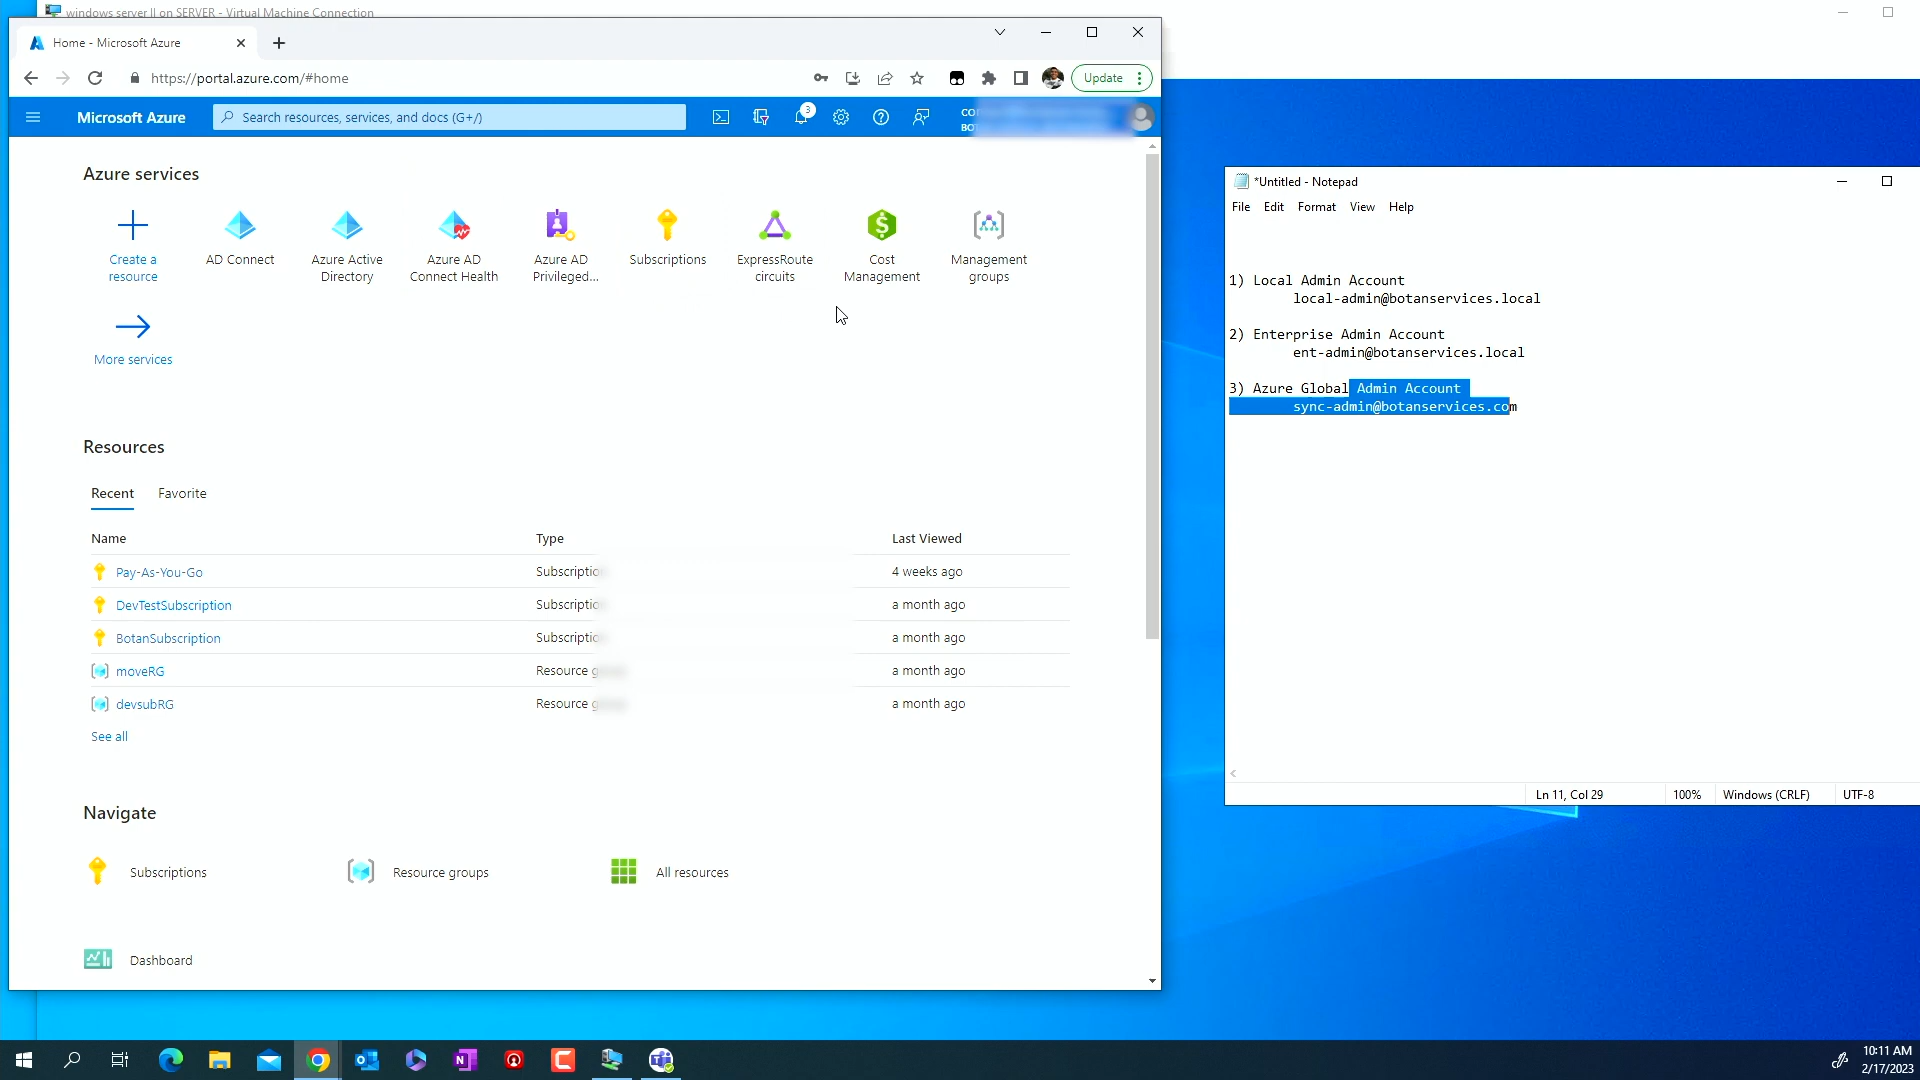 windows server II on SERVER - Virtual Machine Connection
Home - Microsoft Azure
https://portal.azure.com/#home
Update
Microsoft Azure
Search resources, services, and docs (G+/)
3
Azure services
Create a resource
AD Connect
Azure Active Directory
Azure AD Connect Health
Azure AD Privileged...
Subscriptions
ExpressRoute circuits
Cost Management
Management groups
More services
Resources
Recent
Favorite
Name
Type
Last Viewed
Pay-As-You-Go
4 weeks ago
DevTestSubscription
a month ago
BotanSubscription
a month ago
moveRG
Resource
a month ago
devsubRG
Resource
a month ago
See all
Navigate
Subscriptions
Resource groups
All resources
Dashboard
*Untitled - Notepad
File Edit Format View Help
1) Local Admin Account
local-admin@botanservices.local
2) Enterprise Admin Account
ent-admin@botanservices.local
3) Azure Global Admin Account
sync-admin@botanservices.com
Ln 11, Col 29
100%
Windows (CRLF)
UTF-8
10:11 AM
2/17/2023